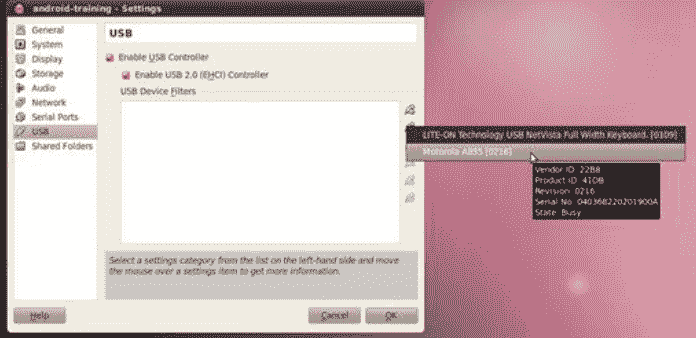 android-training - Settings
General
System
Display
Storage
Audio
Network
Serial Ports
USB
Shared Folders
USB
Enable USB Controller
Enable USB 2.0 (EHCI) Controller
USB Device Filters
LITE-ON Technology USB NetVista Full Width Keyboard. [0109]
Motorola A855 [0216]
Vendor ID: 22B8
Product ID: 41DB
Revision: 0216
Serial No. 040368220201900A
State: Busy
Select a settings category from the list on the left-hand side and move
the mouse over a settings item to get more information.
Help
Cancel
OK